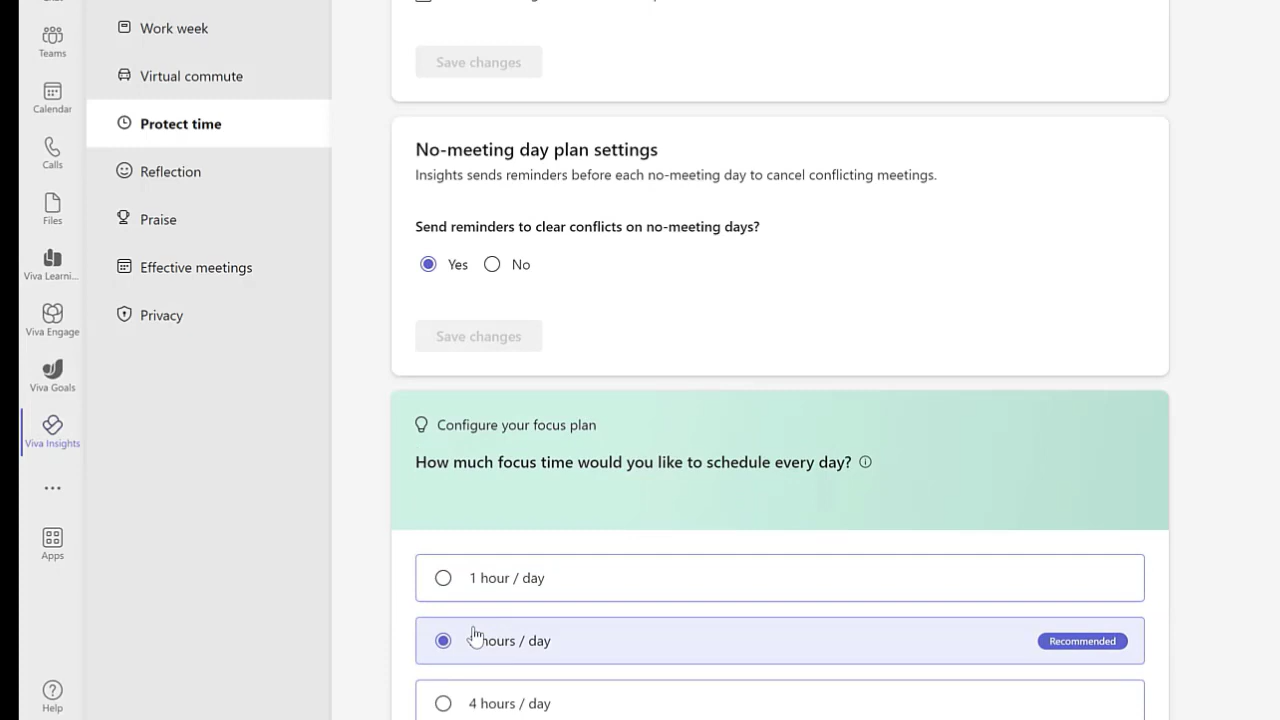 Work week
Save changes
Teams
Virtual commute
Calendar
Protect time
No-meeting day plan settings
Calls
Reflection
Insights sends reminders before each no-meeting day to cancel conflicting meetings.
Files
Praise
Send reminders to clear conflicts on no-meeting days?
Viva Learni...
Effective meetings
Yes
No
Viva Engage
Privacy
Save changes
Viva Goals
Configure your focus plan
Viva Insights
How much focus time would you like to schedule every day?
Apps
1 hour / day
hours / day
Recommended
Help
4 hours / day